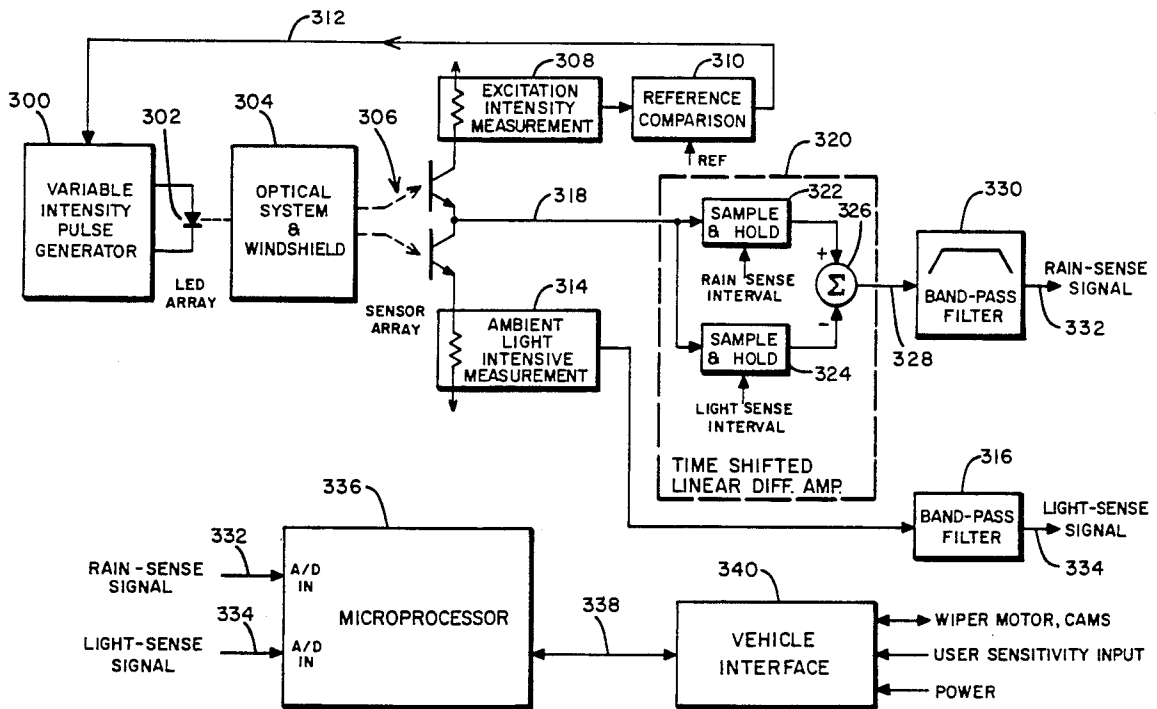 312
300
302
304
306
308
310
VARIABLE
INTENSITY
PULSE
GENERATOR
LED
ARRAY
OPTICAL
SYSTEM
&
WINDSHIELD
SENSOR
ARRAY
EXCITATION
INTENSITY
MEASUREMENT
REFERENCE
COMPARISON
REF
318
320
322
SAMPLE
& HOLD
RAIN SENSE
INTERVAL
326
+
Σ
-
SAMPLE
& HOLD
324
LIGHT SENSE
INTERVAL
TIME SHIFTED
LINEAR DIFF. AMP.
328
330
BAND-PASS
FILTER
RAIN-SENSE
SIGNAL
332
314
AMBIENT
LIGHT
INTENSIVE
MEASUREMENT
316
BAND-PASS
FILTER
LIGHT-SENSE
SIGNAL
334
336
332
RAIN-SENSE
SIGNAL
A/D
IN
334
LIGHT-SENSE
SIGNAL
A/D
IN
MICROPROCESSOR
338
340
VEHICLE
INTERFACE
WIPER MOTOR, CAMS
USER SENSITIVITY INPUT
POWER